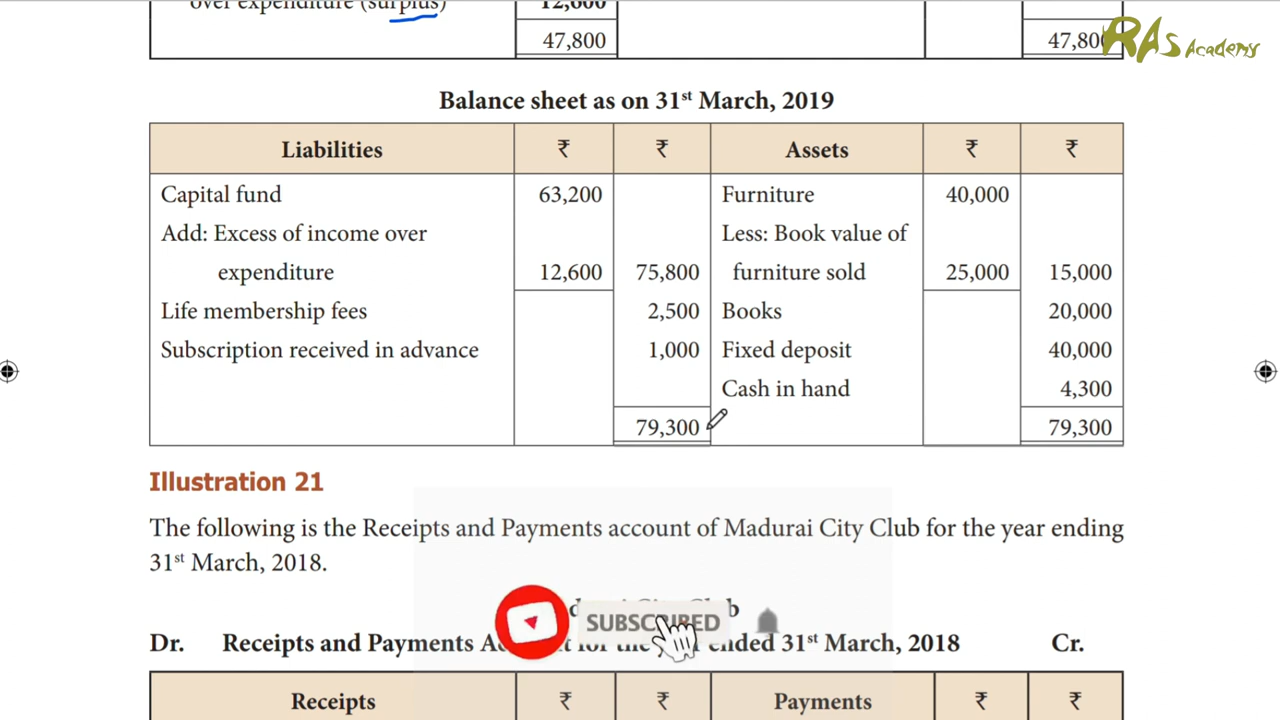 over expenditure (surplus) 12,600
47,800 47,800
RAS Academy
Balance sheet as on 31st March, 2019
Liabilities ₹ ₹ Assets ₹ ₹
Capital fund 63,200 Furniture 40,000
Add: Excess of income over Less: Book value of
expenditure 12,600 75,800 furniture sold 25,000 15,000
Life membership fees 2,500 Books 20,000
Subscription received in advance 1,000 Fixed deposit 40,000
Cash in hand 4,300
79,300 79,300
Illustration 21
The following is the Receipts and Payments account of Madurai City Club for the year ending
31st March, 2018.
SUBSCRIBED
Dr. Receipts and Payments for the ended 31st March, 2018 Cr.
Receipts ₹ ₹ Payments ₹ ₹